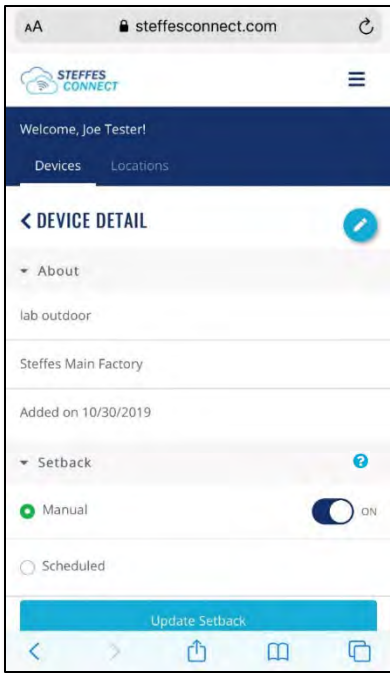 AA steffesconnect.com
STEFFES
CONNECT
Welcome, Joe Tester!
Devices Locations
DEVICE DETAIL
About
lab outdoor
Steffes Main Factory
Added on 10/30/2019
Setback ?
Manual ON
Scheduled
Update Setback